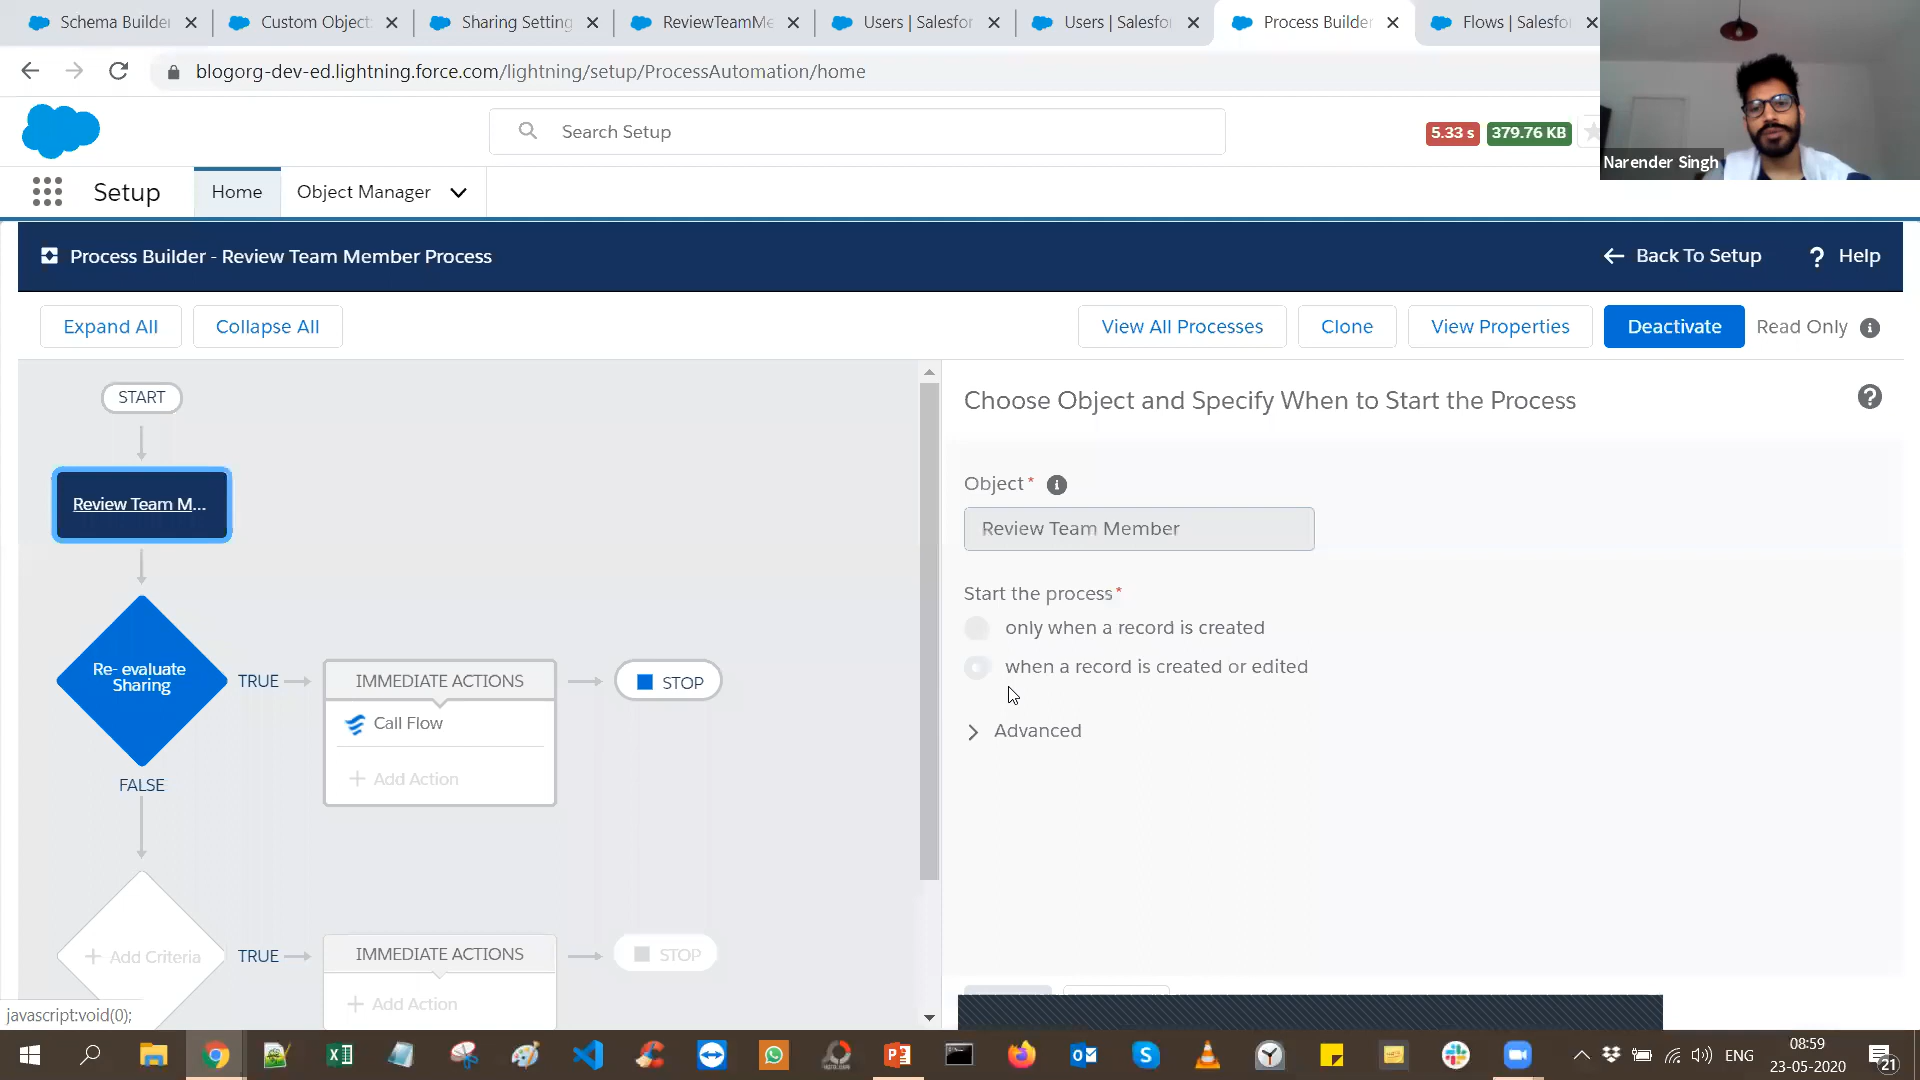 Schema Builder
Custom Object
Sharing Setting
ReviewTeamMe
Users | Salesfor
Users | Salesfo
Process Builder
Flows | Salesfo
blogorg-dev-ed.lightning.force.com/lightning/setup/ProcessAutomation/home
Search Setup
5.33 s
379.76 KB
Narender Singh
Setup
Home
Object Manager
Process Builder - Review Team Member Process
Back To Setup
? Help
Expand All
Collapse All
View All Processes
Clone
View Properties
Deactivate
Read Only
START
Choose Object and Specify When to Start the Process
Object*
Review Team M...
Review Team Member
Start the process*
only when a record is created
when a record is created or edited
Advanced
Re- evaluate
Sharing
TRUE
IMMEDIATE ACTIONS
STOP
Call Flow
+ Add Action
FALSE
+ Add Criteria
TRUE
IMMEDIATE ACTIONS
STOP
+ Add Action
javascript:void(0);
ENG
08:59
23-05-2020
21